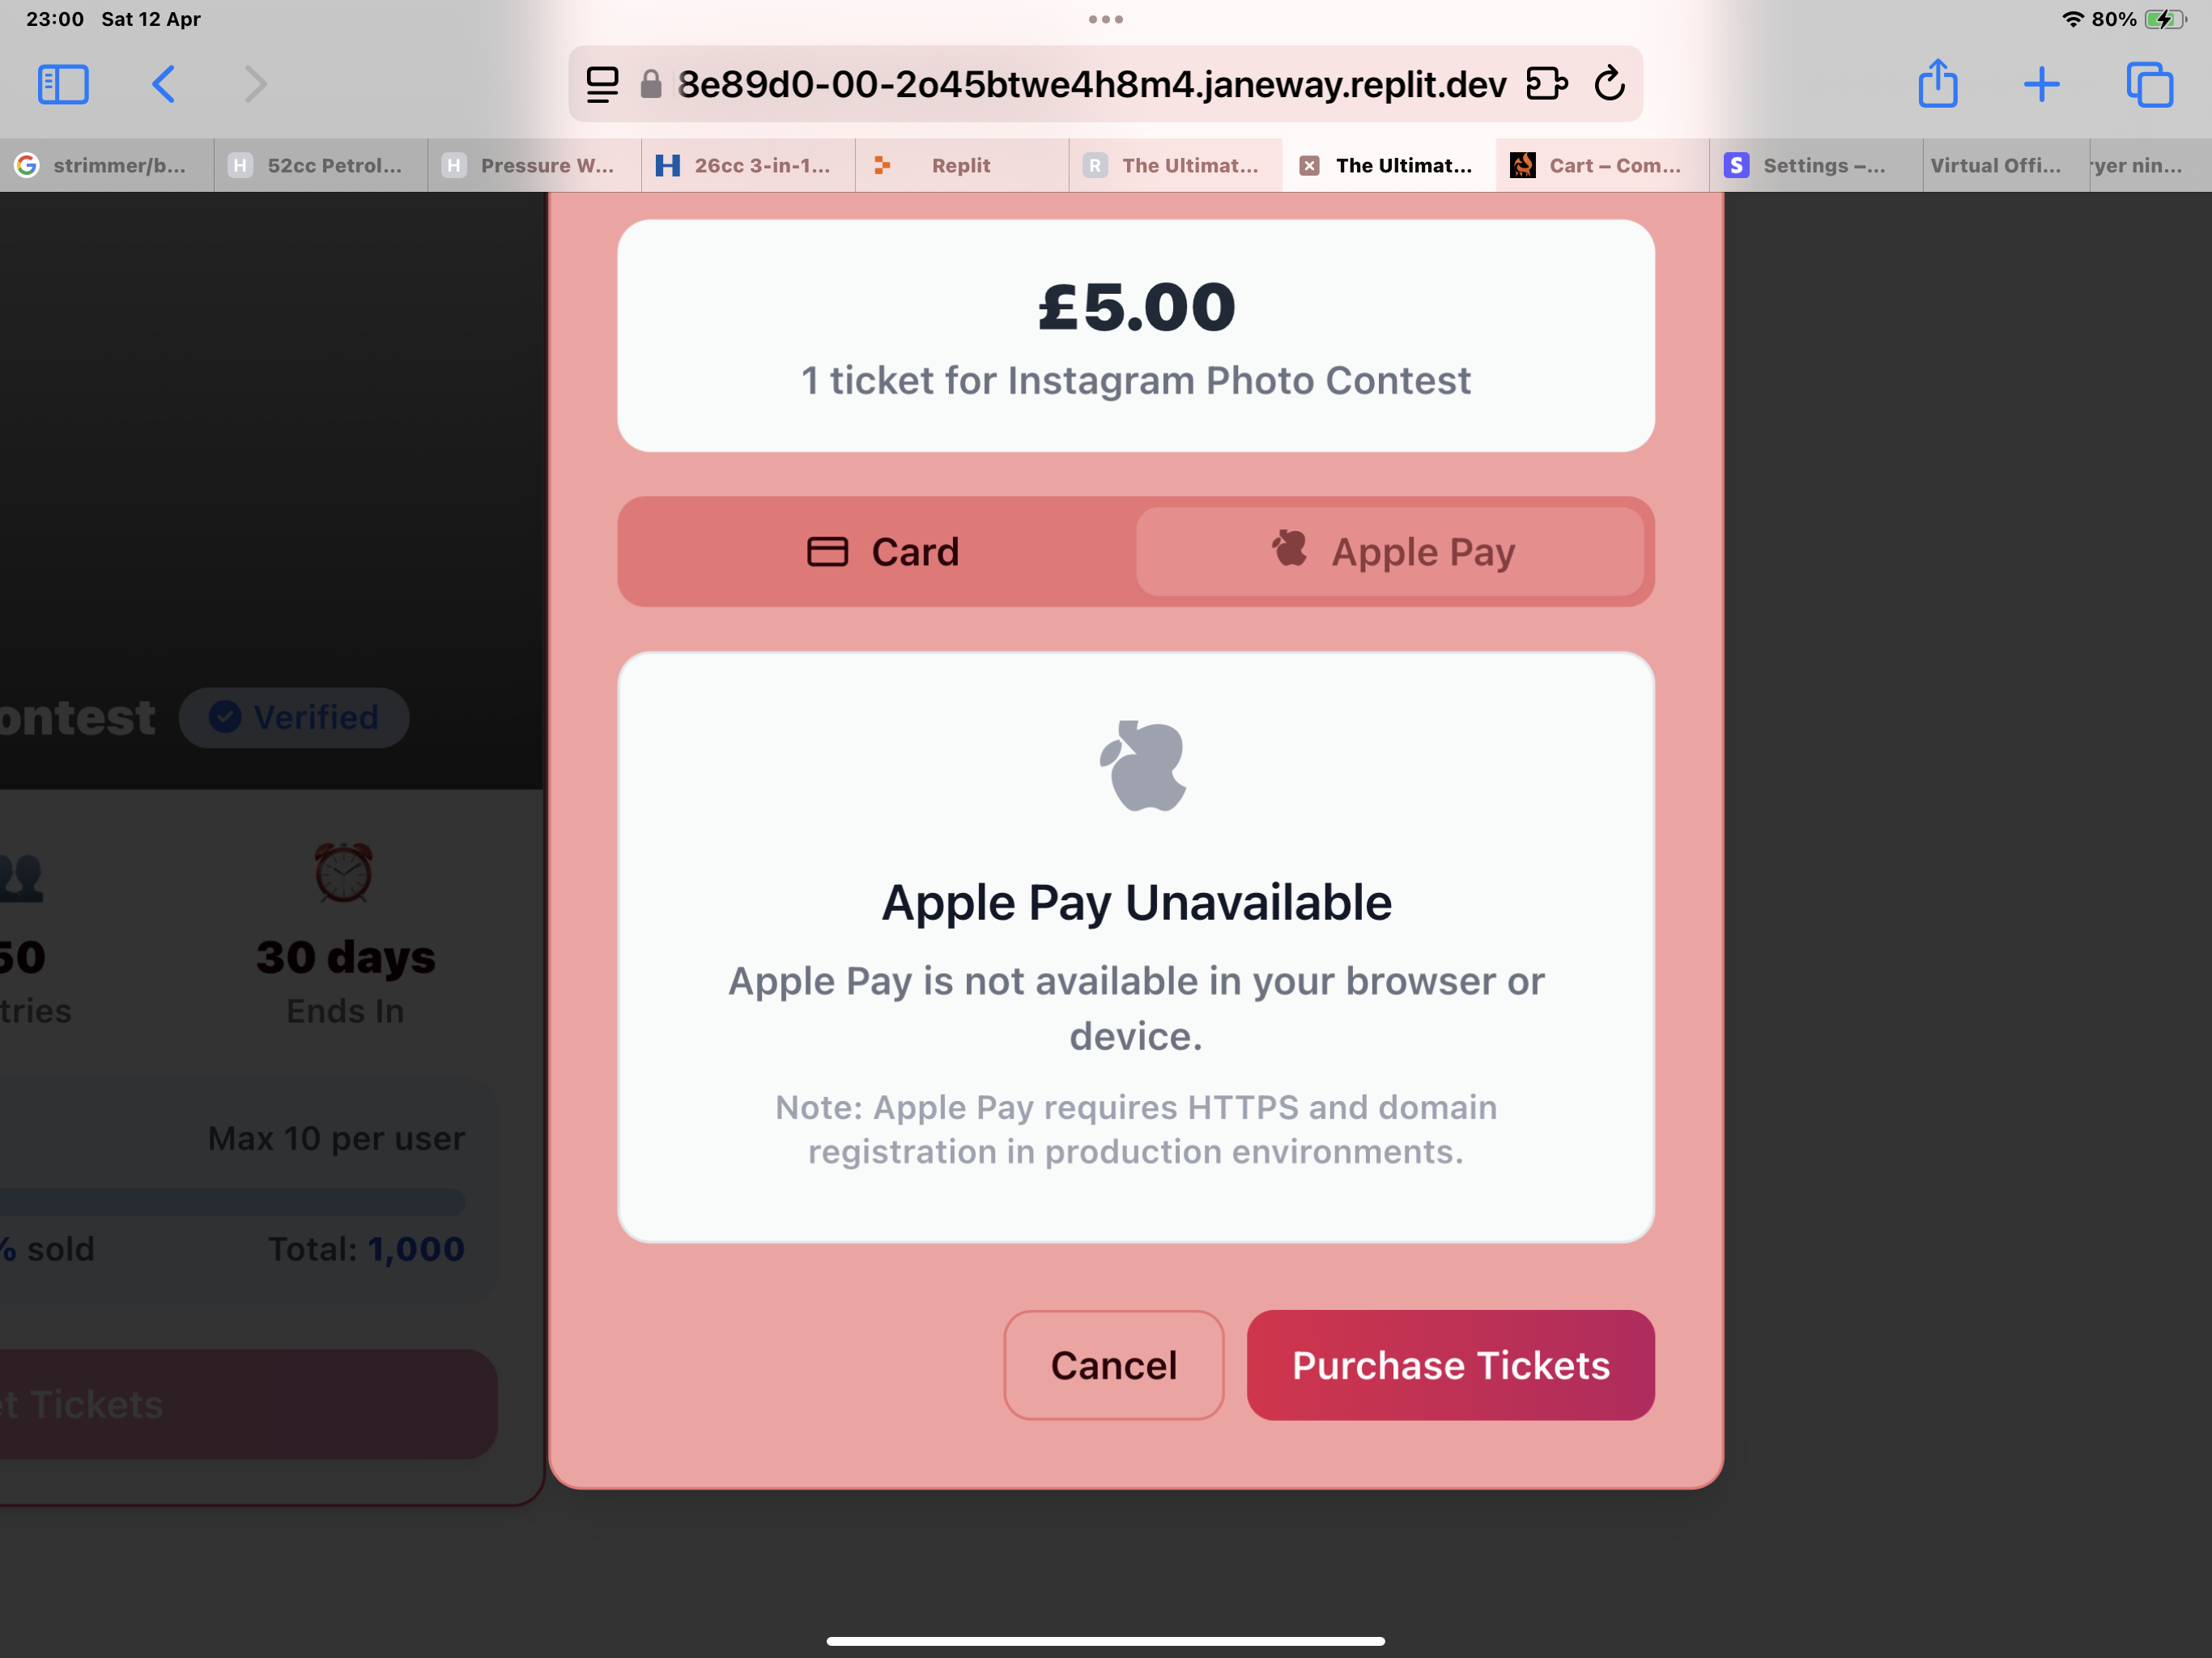 23:00 Sat 12 Apr
80%
8e89d0-00-2o45btwe4h8m4.janeway.replit.dev
strimmer/b...
H 52cc Petrol...
H Pressure W...
H 26cc 3-in-1...
Replit
R The Ultimat...
The Ultimat...
Cart – Com...
S Settings –...
Virtual Offi...
ryer nin...
£5.00
1 ticket for Instagram Photo Contest
Card
Apple Pay
ontest
Verified
Apple Pay Unavailable
Apple Pay is not available in your browser or
device.
Note: Apple Pay requires HTTPS and domain
registration in production environments.
50
tries
30 days
Ends In
Max 10 per user
% sold
Total: 1,000
et Tickets
Cancel
Purchase Tickets